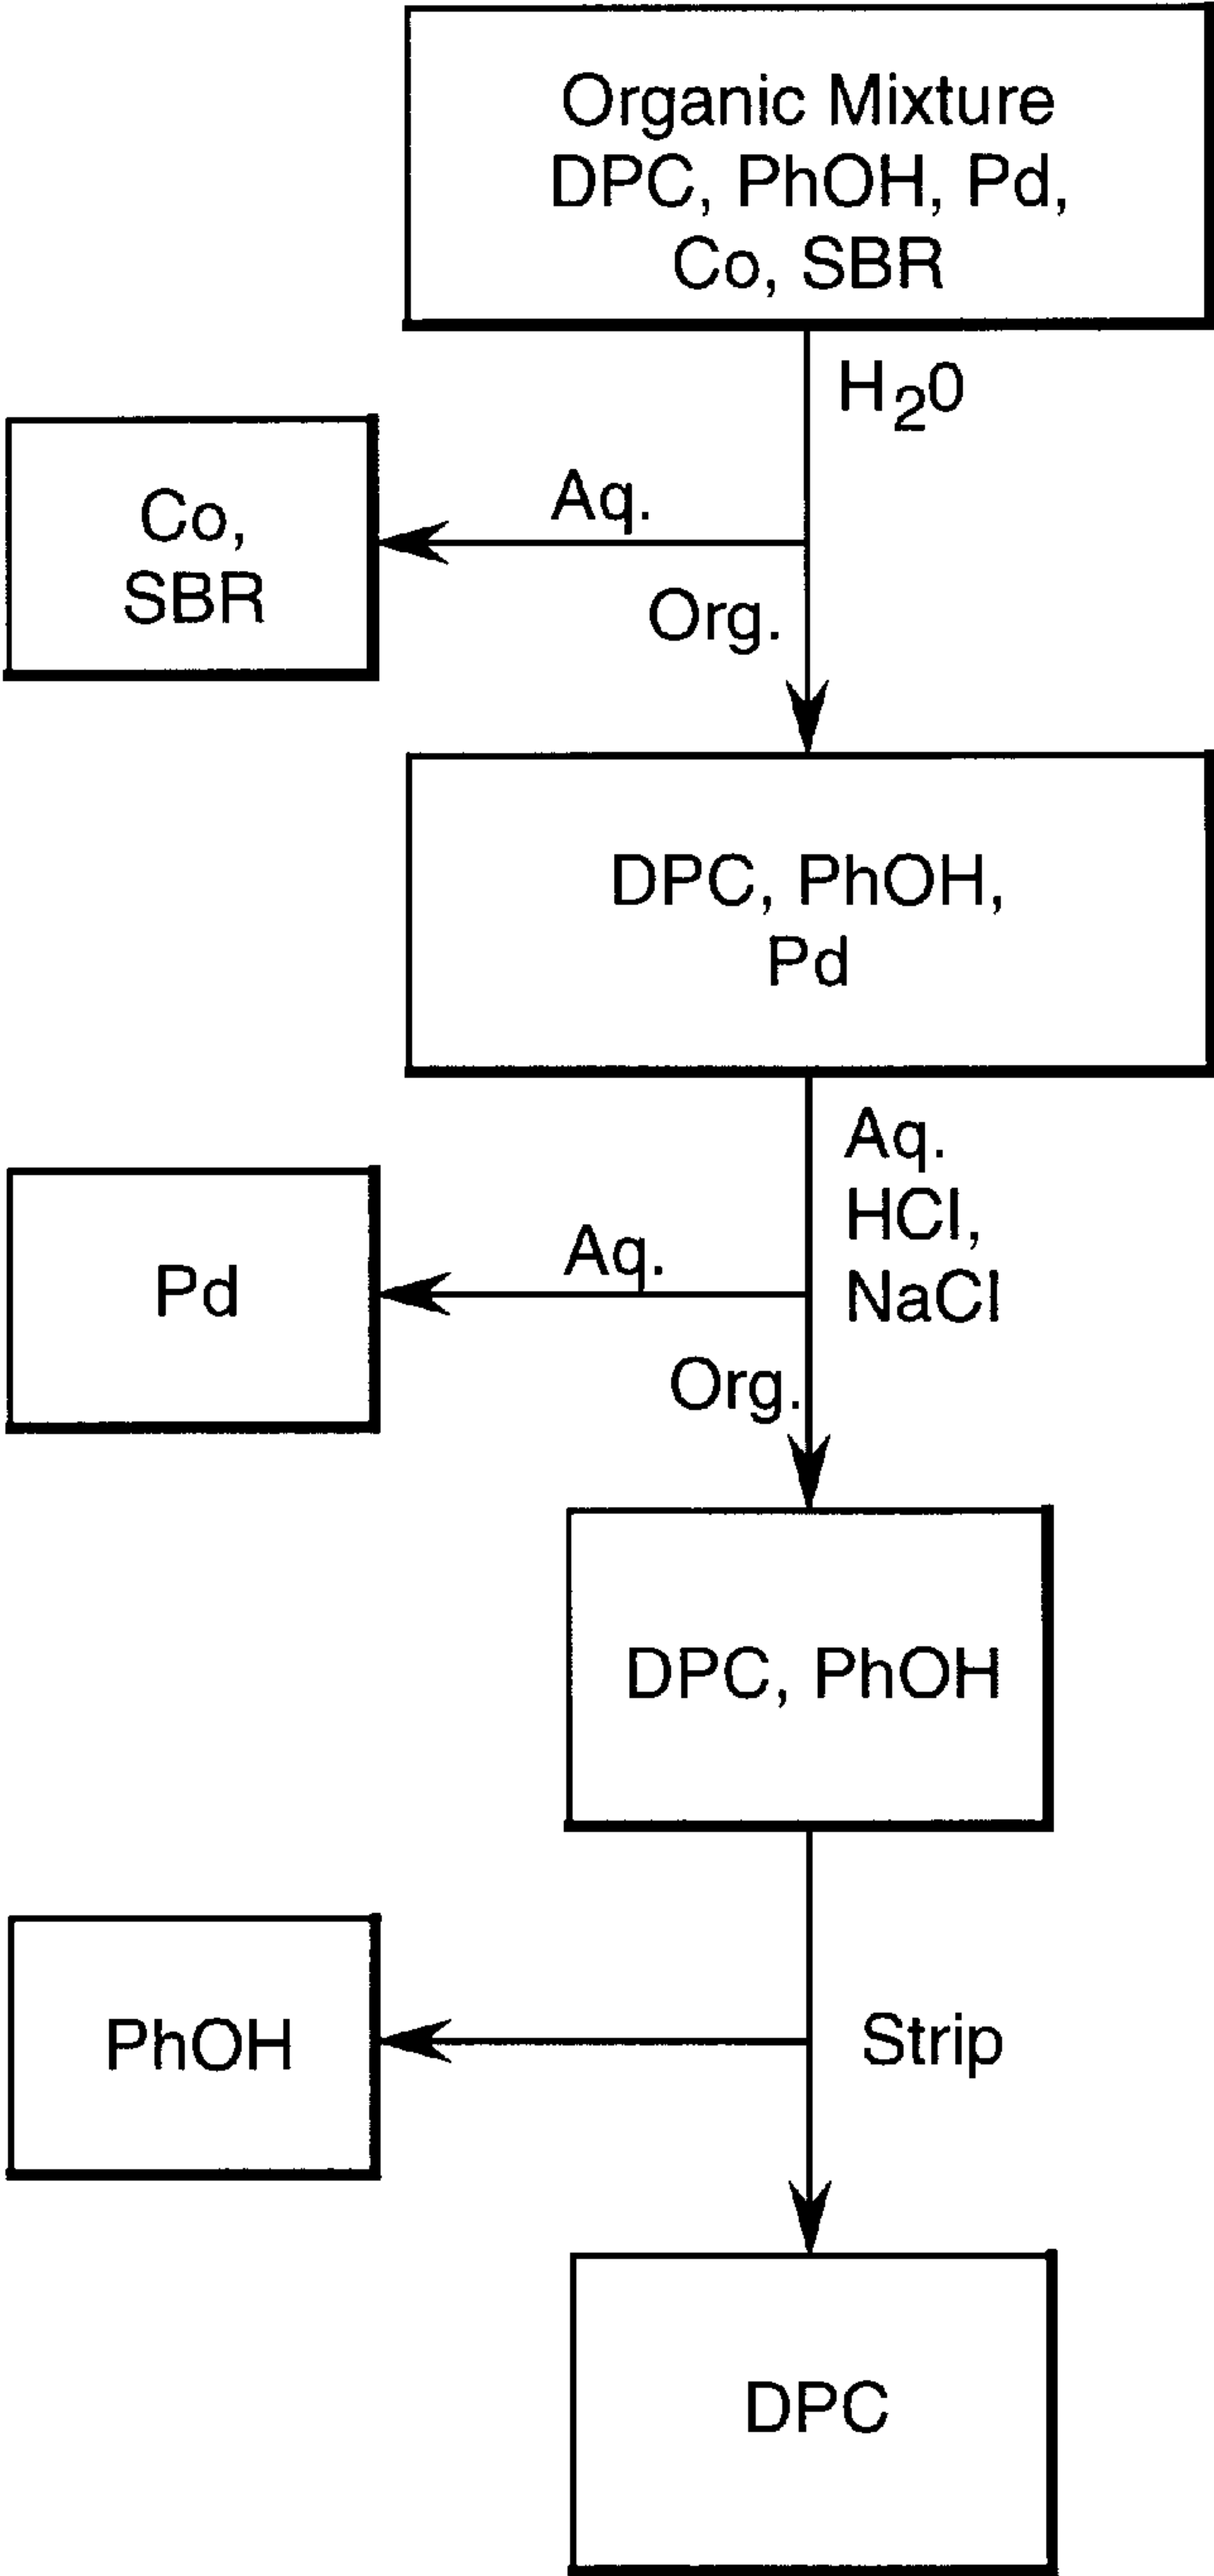 Organic Mixture
DPC, PhOH, Pd,
Co, SBR
H₂0
Aq.
Co,
SBR
Org.
DPC, PhOH,
Pd
Aq.
HCl,
NaCl
Aq.
Pd
Org.
DPC, PhOH
PhOH
Strip
DPC